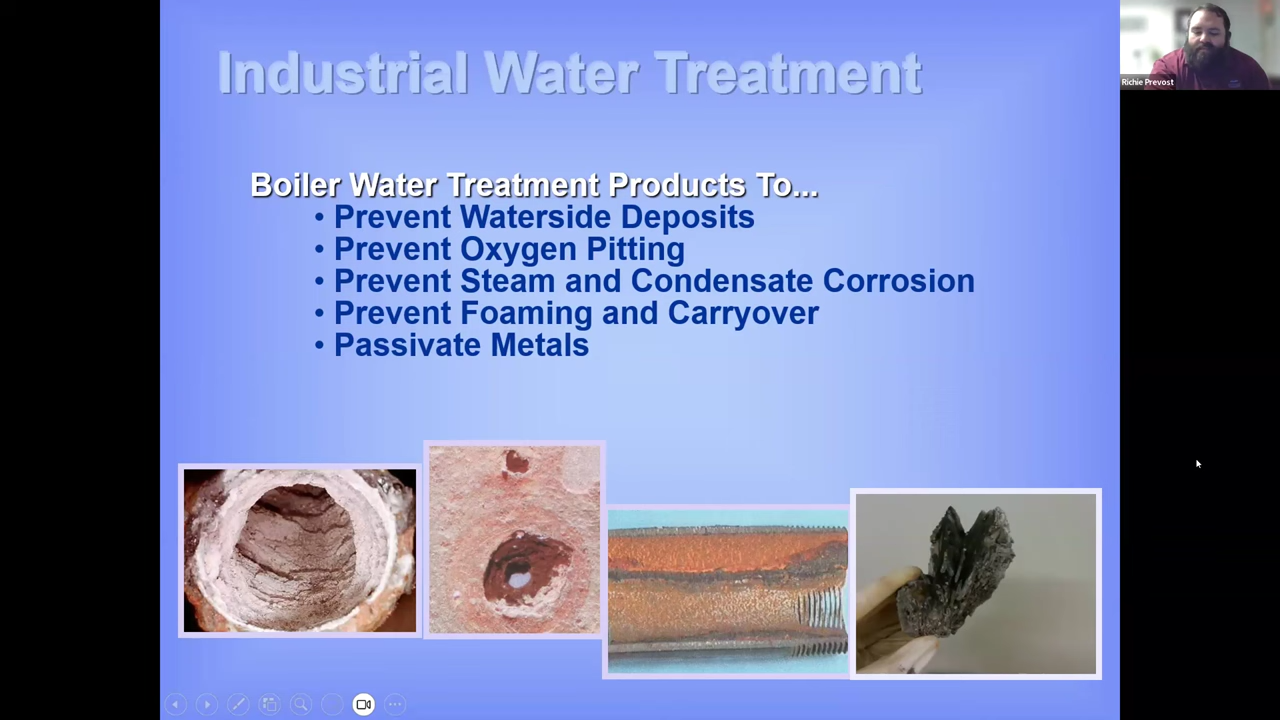 Industrial Water Treatment
Richie Prevost
Boiler Water Treatment Products To...
• Prevent Waterside Deposits
• Prevent Oxygen Pitting
• Prevent Steam and Condensate Corrosion
• Prevent Foaming and Carryover
• Passivate Metals